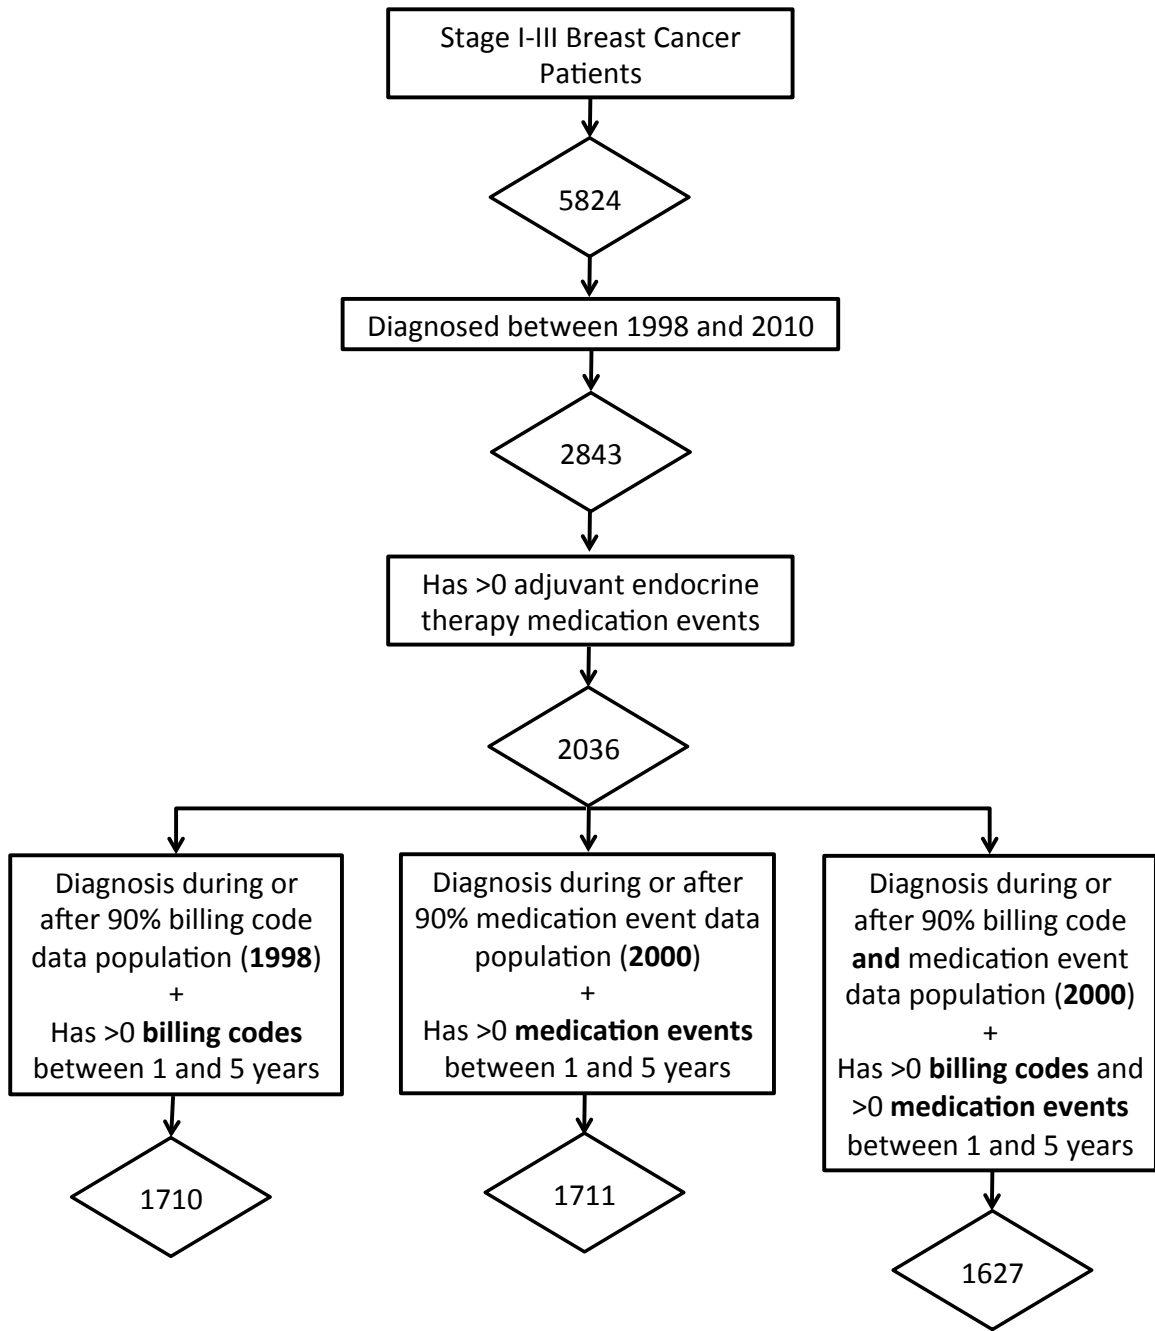 Stage I-III Breast Cancer
Patients
5824
Diagnosed between 1998 and 2010
2843
Has >0 adjuvant endocrine
therapy medication events
2036
Diagnosis during or
after 90% billing code
data population (1998)
+
Has >0 billing codes
between 1 and 5 years
1710
Diagnosis during or after
90% medication event data
population (2000)
+
Has >0 medication events
between 1 and 5 years
1711
Diagnosis during or
after 90% billing code
and medication event
data population (2000)
+
Has >0 billing codes and
>0 medication events
between 1 and 5 years
1627